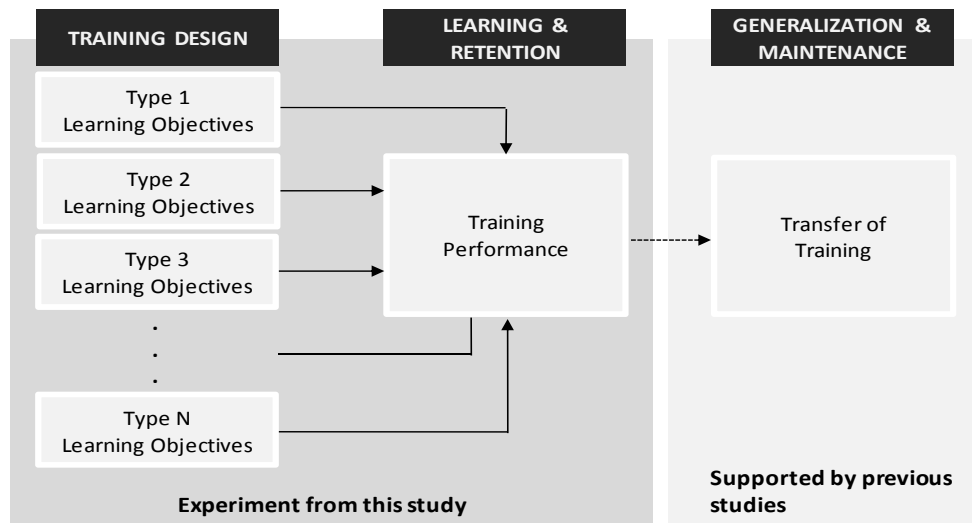 TRAINING DESIGN
LEARNING &
RETENTION
GENERALIZATION &
MAINTENANCE
Type 1
Learning Objectives
Type 2
Learning Objectives
Type 3
Learning Objectives
.
.
.
Type N
Learning Objectives
Training
Performance
Transfer of
Training
Experiment from this study
Supported by previous
studies